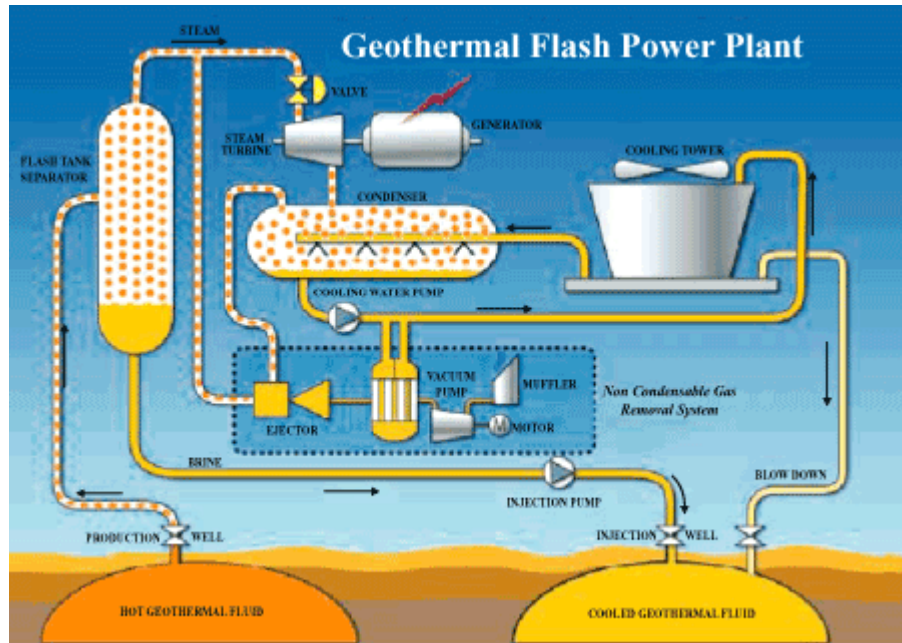 STEAM
Geothermal Flash Power Plant
VALVE
STEAM
TURBINE
GENERATOR
FLASH TANK
SEPARATOR
COOLING TOWER
CONDENSER
COOLING WATER PUMP
VACUUM
PUMP
MUFFLER
Non Condensable Gas
Removal System
EJECTOR
M
MOTOR
BRINE
INJECTION PUMP
BLOW DOWN
PRODUCTION WELL
INJECTION WELL
HOT GEOTHERMAL FLUID
COOLED GEOTHERMAL FLUID